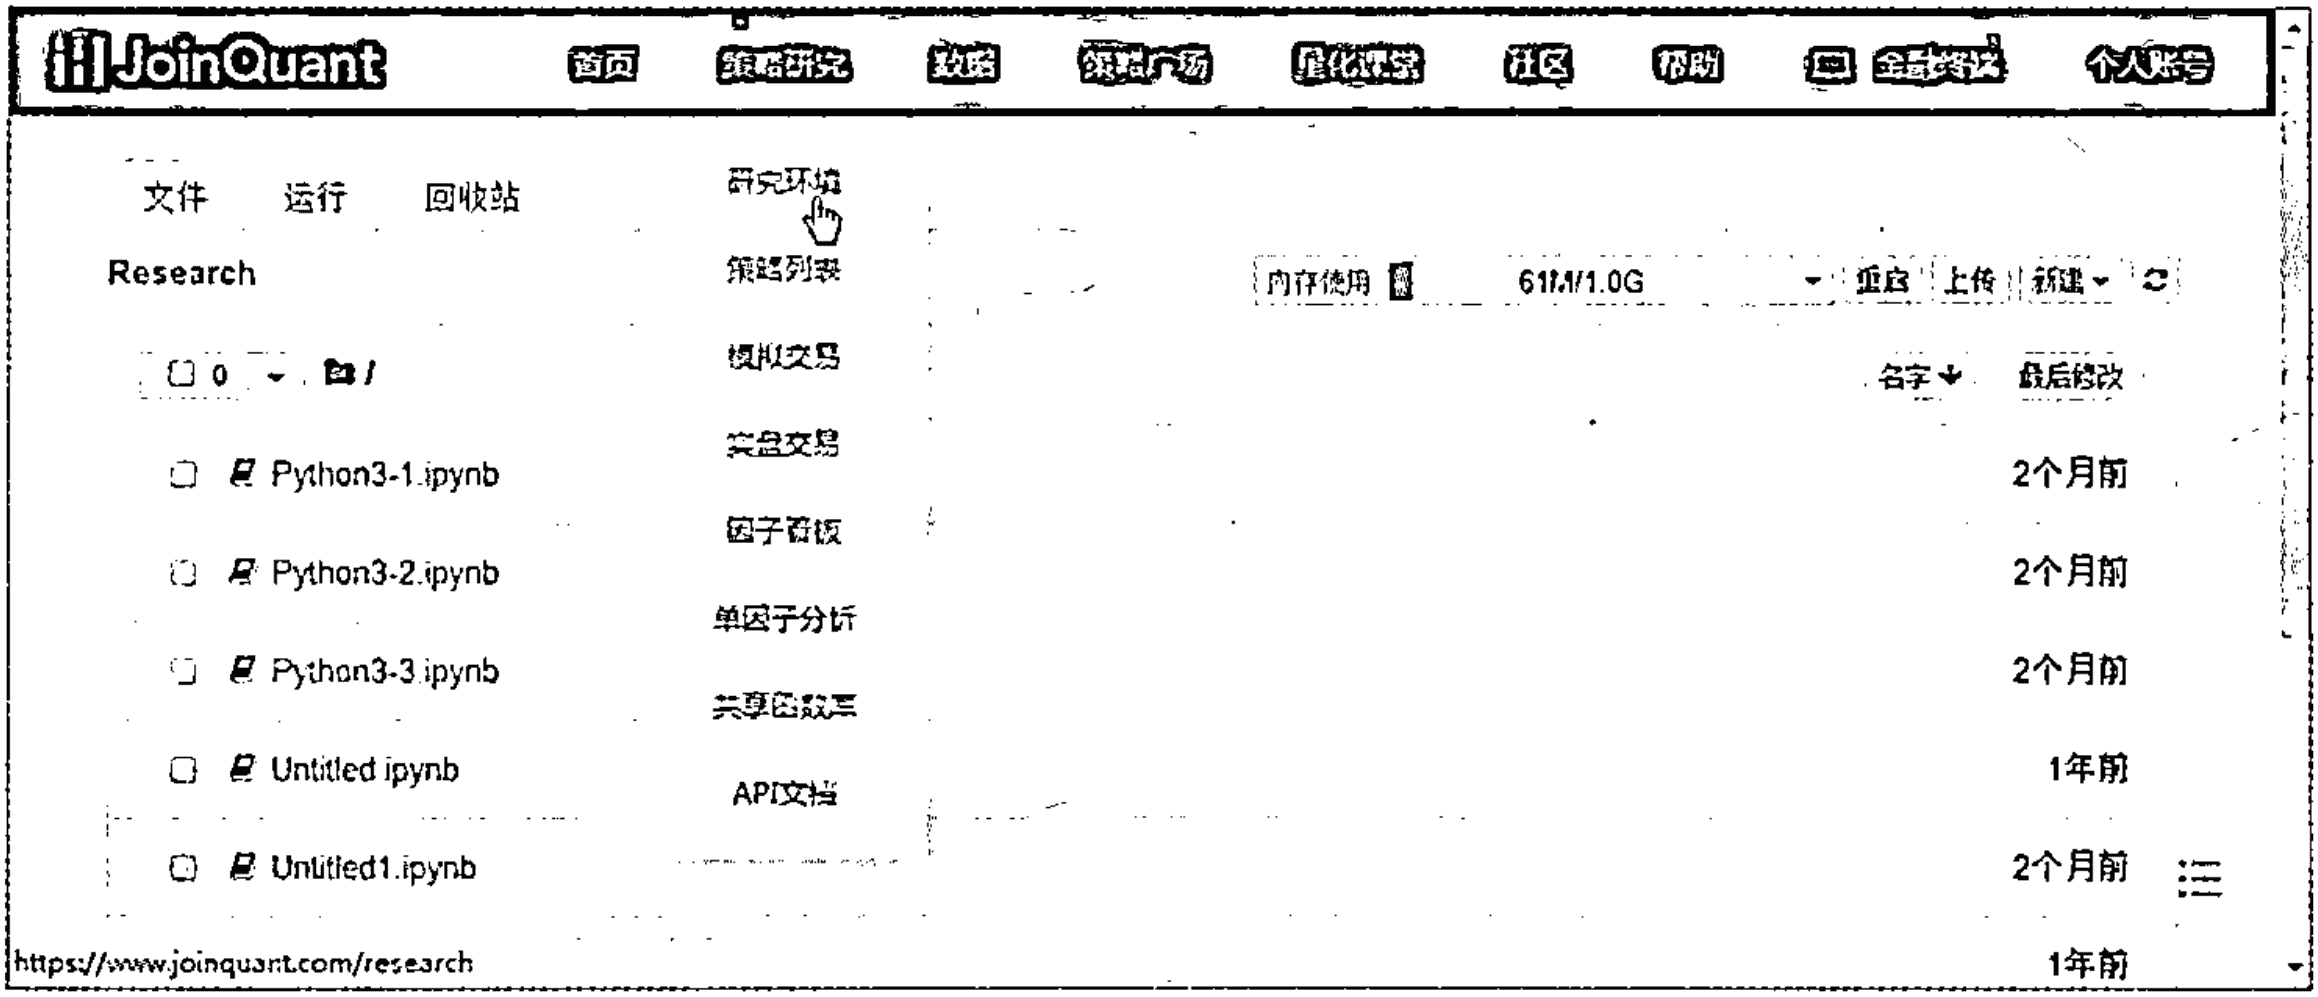 JoinQuant 首页 策略研究 数据 策略广场 量化课堂 社区 帮助 金融终端 个人账号
文件 运行 回收站
研究环境
Research
策略列表
内存使用 61M/1.0G 重启 上传 新建
模拟交易
0 /
名字 最后修改
实盘交易
Python3-1.ipynb 2个月前
因子看板
Python3-2.ipynb 2个月前
单因子分析
Python3-3.ipynb 2个月前
共享函数库
Untitled.ipynb 1年前
API文档
Untitled1.ipynb 2个月前
https://www.joinquant.com/research 1年前